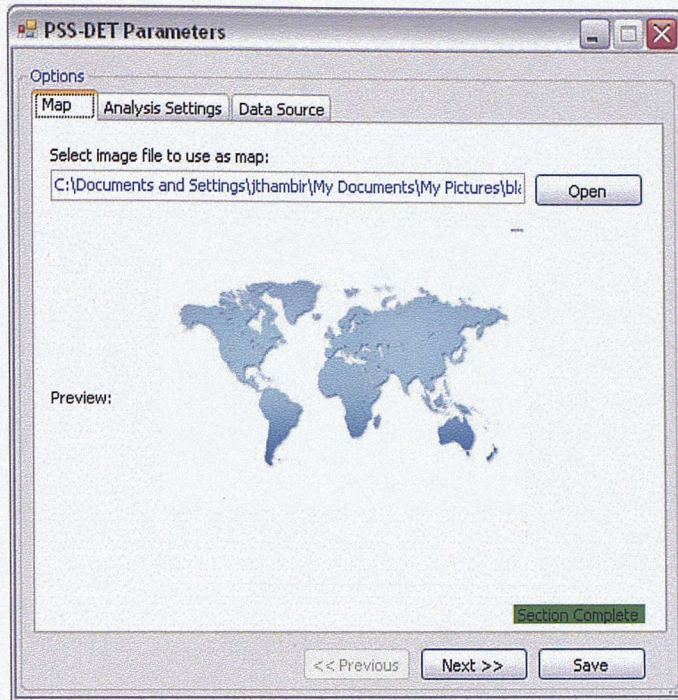 PSS-DET Parameters
Options
Map Analysis Settings Data Source
Select image file to use as map:
C:\Documents and Settings\jthambir\My Documents\My Pictures\bla Open
Preview:
Section Complete
<< Previous Next >> Save